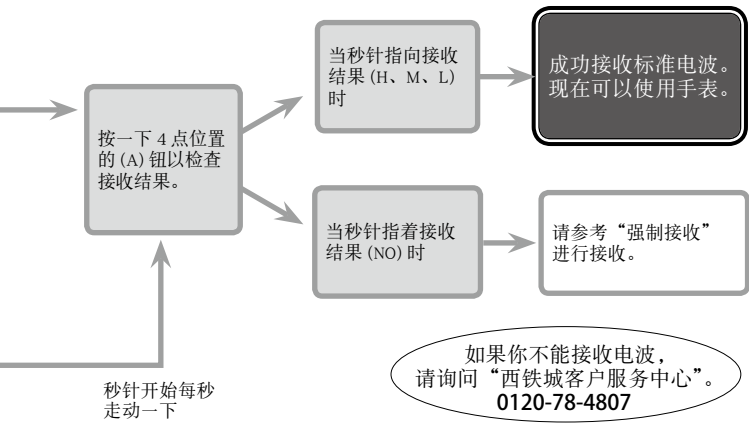 按一下 4 点位置
的 (A) 钮以检查
接收结果。
当秒针指向接收
结果 (H、M、L)
时
成功接收标准电波。
现在可以使用手表。
当秒针指着接收
结果 (NO) 时
请参考“强制接收”
进行接收。
秒针开始每秒
走动一下
如果你不能接收电波，
请询问“西铁城客户服务中心”。
0120-78-4807